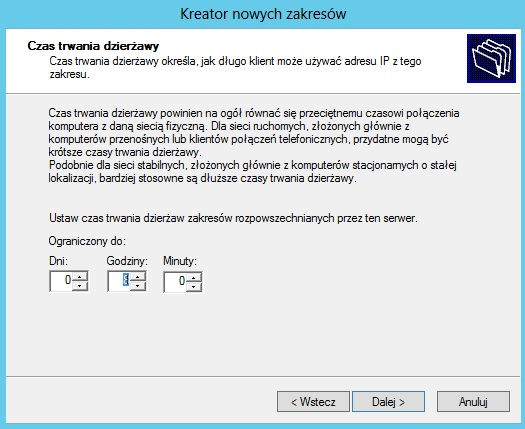 Kreator nowych zakresów
Czas trwania dzierżawy
Czas trwania dzierżawy określa, jak długo klient może używać adresu IP z tego
zakresu.
Czas trwania dzierżawy powinien na ogół równać się przeciętnemu czasowi połączenia
komputera z daną siecią fizyczną. Dla sieci ruchomych, złożonych głównie z
komputerów przenośnych lub klientów połączeń telefonicznych, przydatne mogą być
krótsze czasy trwania dzierżawy.
Podobnie dla sieci stabilnych, złożonych głównie z komputerów stacjonarnych o stałej
lokalizacji, bardziej stosowne są dłuższe czasy trwania dzierżawy.
Ustaw czas trwania dzierżaw zakresów rozpowszechnianych przez ten serwer.
Ograniczony do:
Dni: Godziny: Minuty:
0 0
< Wstecz Dalej > Anuluj